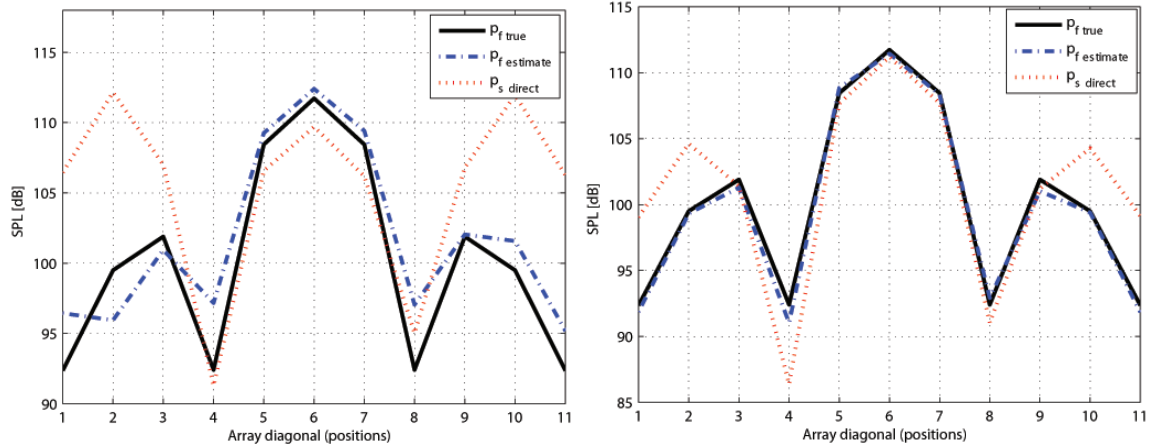 115
110
105
100
95
90
SPL [dB]
1 2 3 4 5 6 7 8 9 10 11
Array diagonal (positions)
p f true
p f estimate
p s direct
115
110
105
100
95
90
85
SPL [dB]
1 2 3 4 5 6 7 8 9 10 11
Array diagonal (positions)
p f true
p f estimate
p s direct